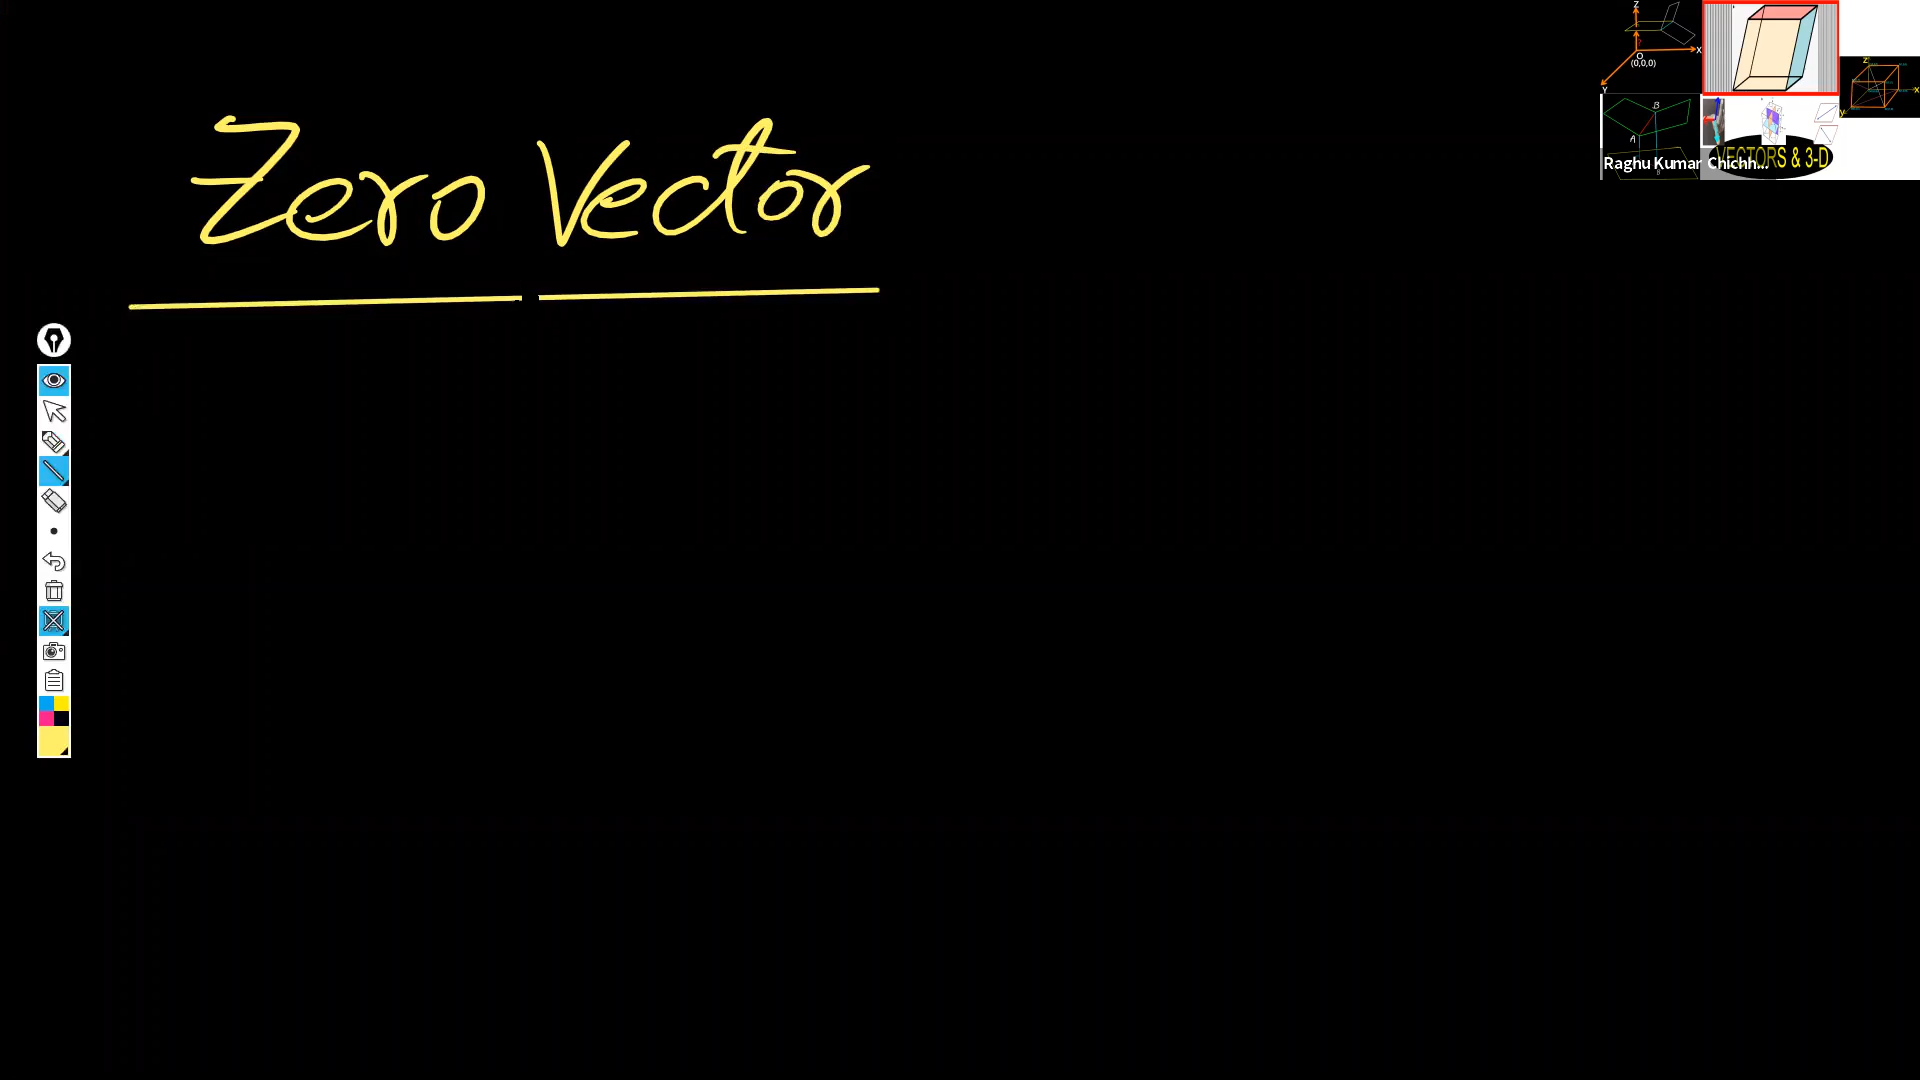 Zero Vector
Z
X
O
(0,0,0)
Y
Z
X
Y
B
A
Raghu Kumar Chichh...
VECTORS & 3-D